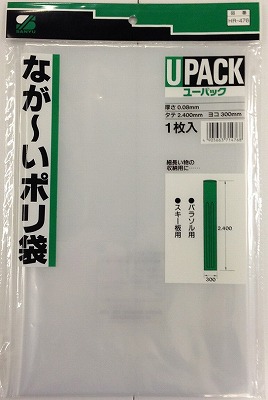 SANYU
品番
HR-478
なが〜いポリ袋
UPACK
ユーパック
厚さ 0.08mm
タテ 2.400mm ヨコ 300mm
1枚入
細長い物の
収納用に……
●パラソル用
●スキー板用
2.400
300